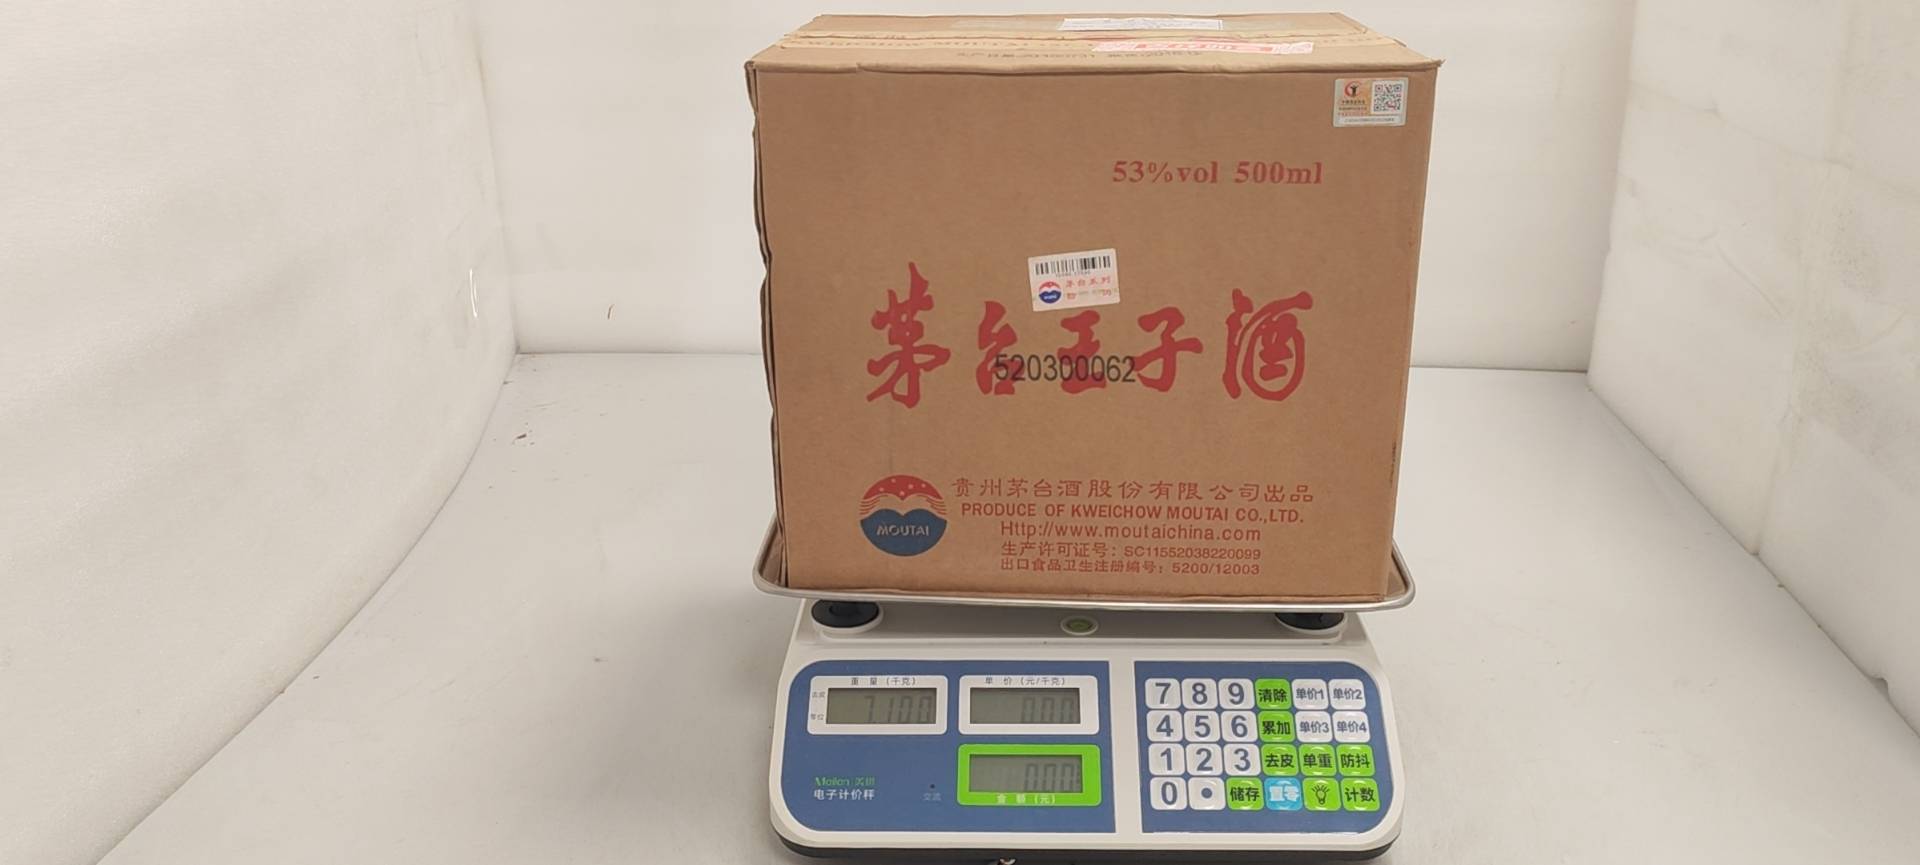 53%vol 500ml
茅台系列
茅台王子酒
520300062
MOUTAI
贵州茅台酒股份有限公司出品
PRODUCE OF KWEICHOW MOUTAI CO.,LTD.
Http://www.moutaichina.com
生产许可证号：SC11552038220099
出口食品卫生注册编号：5200/12003
重量（千克）
单价（元/千克）
7.100
0.00
0.00
金额（元）
电子计价秤
交流
7 8 9 清除 单价1 单价2
4 5 6 累加 单价3 单价4
1 2 3 去皮 单重 防抖
0 • 储存 置零 计数